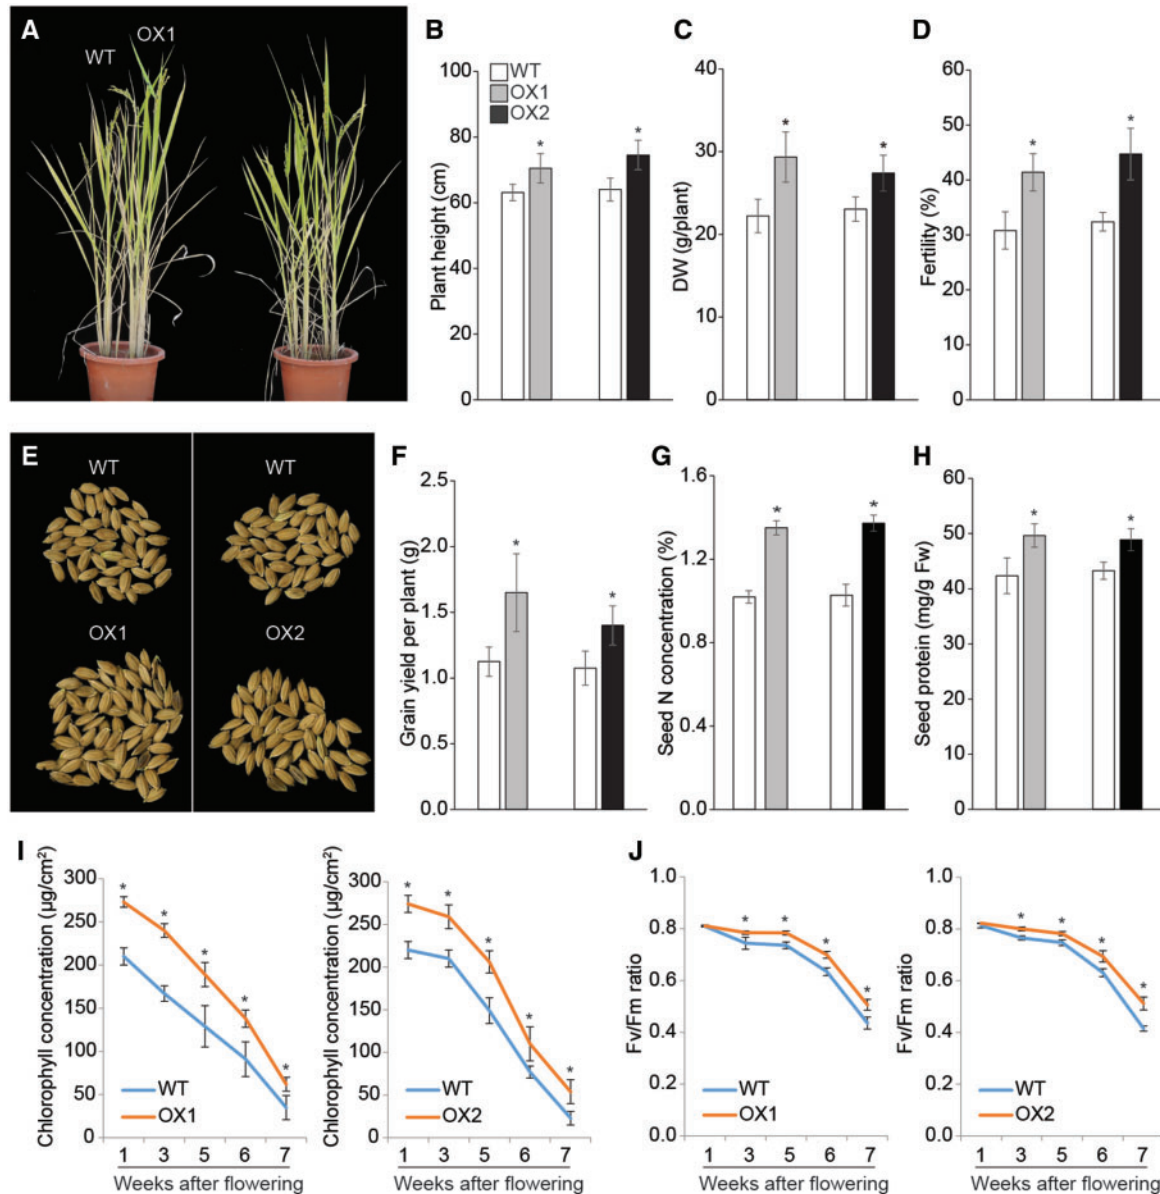 A
WT
OX1
B
Plant height (cm)
100
80
60
40
20
0
WT
OX1
OX2
*
*
C
DW (g/plant)
40
30
20
10
0
*
*
D
Fertility (%)
60
50
40
30
20
10
0
*
*
E
WT
WT
OX1
OX2
F
Grain yield per plant (g)
2.5
2.0
1.5
1.0
0.5
0.0
*
*
G
Seed N concentration (%)
1.6
1.2
0.8
0.4
0.0
*
*
H
Seed protein (mg/g Fw)
60
50
40
30
20
10
0
*
*
I
Chlorophyll concentration (µg/cm²)
300
250
200
150
100
50
0
* * * * *
WT
OX1
1 3 5 6 7
Weeks after flowering
Chlorophyll concentration (µg/cm²)
300
250
200
150
100
50
0
* * * * *
WT
OX2
1 3 5 6 7
Weeks after flowering
J
Fv/Fm ratio
1.0
0.8
0.6
0.4
0.2
0.0
* * * *
WT
OX1
1 3 5 6 7
Weeks after flowering
Fv/Fm ratio
1.0
0.8
0.6
0.4
0.2
0.0
* * * *
WT
OX2
1 3 5 6 7
Weeks after flowering